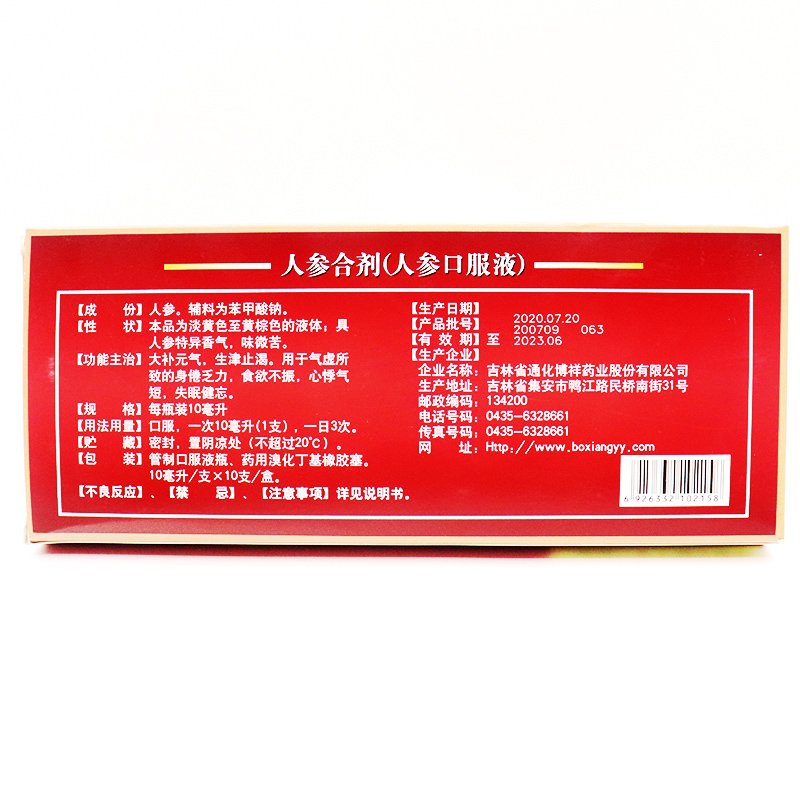 人参合剂(人参口服液)
【成 份】人参。辅料为苯甲酸钠。
【性 状】本品为淡黄色至黄棕色的液体；具
人参特异香气，味微苦。
【功能主治】大补元气，生津止渴。用于气虚所
致的身倦乏力，食欲不振，心悸气
短，失眠健忘。
【规 格】每瓶装10毫升
【用法用量】口服，一次10毫升(1支)，一日3次。
【贮 藏】密封，置阴凉处（不超过20℃）。
【包 装】管制口服液瓶、药用溴化丁基橡胶塞。
10毫升/支×10支/盒。
【不良反应】、【禁 忌】、【注意事项】详见说明书。
【生产日期】 2020.07.20
【产品批号】 200709 063
【有 效 期】至 2023.06
【生产企业】
企业名称：吉林省通化博祥药业股份有限公司
生产地址：吉林省集安市鸭江路民桥南街31号
邮政编码：134200
电话号码：0435-6328661
传真号码：0435-6328661
网 址：Http://www.boxiangyy.com
6 926332 102158